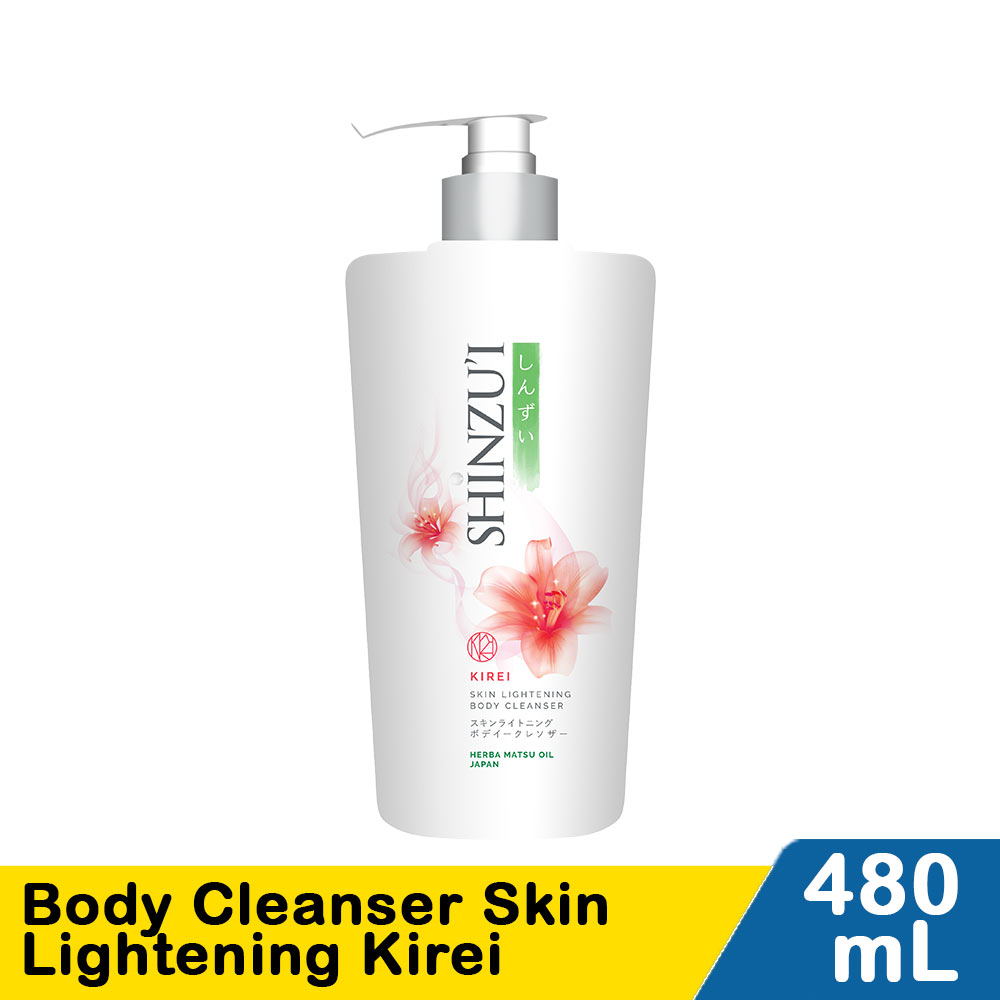 SHINZU'I
しんずい
KIREI
SKIN LIGHTENING
BODY CLEANSER
スキンライトニング
ボデイークレンザー
HERBA MATSU OIL
JAPAN
Body Cleanser Skin
Lightening Kirei
480
mL